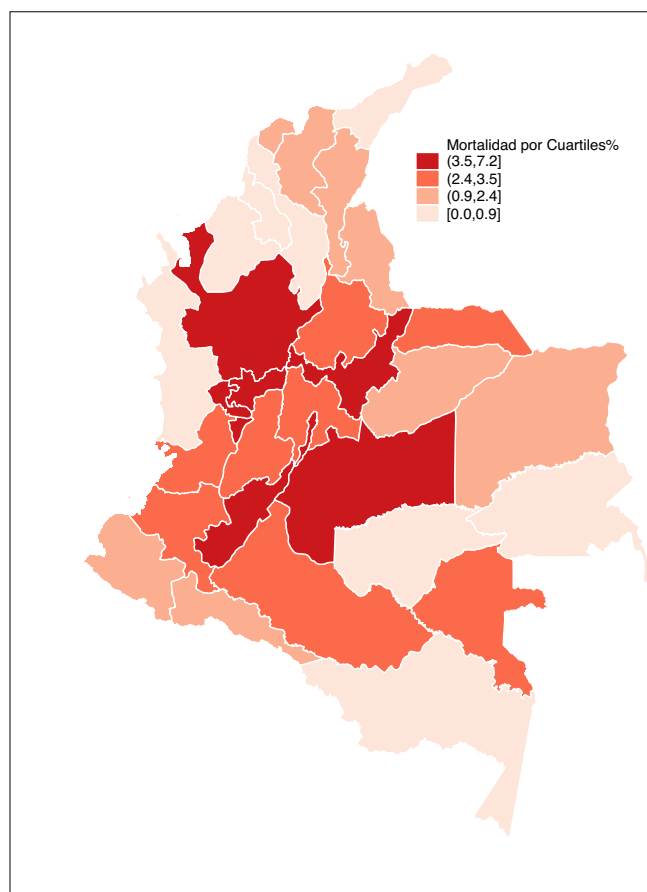 Mortalidad por Cuartiles%
(3.5,7.2]
(2.4,3.5]
(0.9,2.4]
[0.0,0.9]